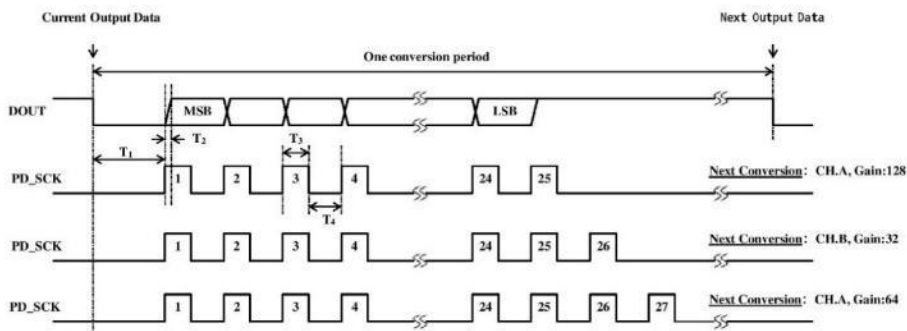 Current Output Data
Next Output Data
One conversion period
DOUT
MSB
LSB
T2
T3
T1
PD_SCK
1 2 3 4 24 25
Next Conversion: CH.A, Gain:128
T4
PD_SCK
1 2 3 4 24 25 26
Next Conversion: CH.B, Gain:32
PD_SCK
1 2 3 4 24 25 26 27
Next Conversion: CH.A, Gain:64